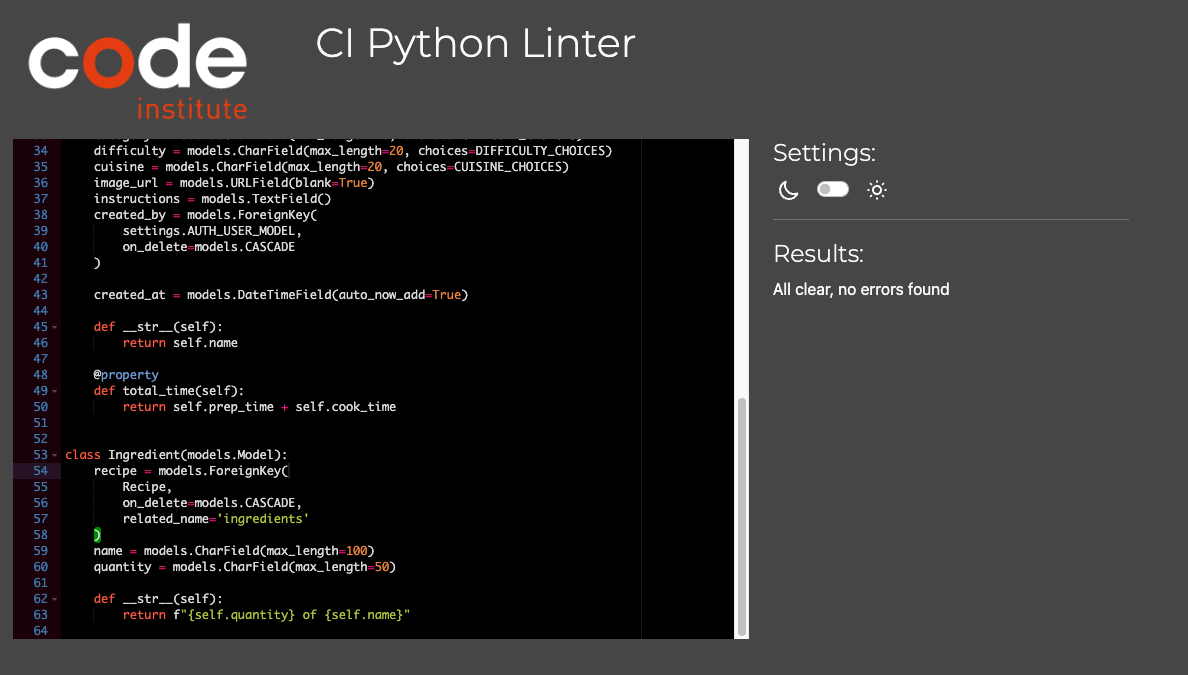 code
institute
CI Python Linter
34 difficulty = models.CharField(max_length=20, choices=DIFFICULTY_CHOICES)
35 cuisine = models.CharField(max_length=20, choices=CUISINE_CHOICES)
36 image_url = models.URLField(blank=True)
37 instructions = models.TextField()
38 created_by = models.ForeignKey(
39 settings.AUTH_USER_MODEL,
40 on_delete=models.CASCADE
41 )
42
43 created_at = models.DateTimeField(auto_now_add=True)
44
45 def __str__(self):
46 return self.name
47
48 @property
49 def total_time(self):
50 return self.prep_time + self.cook_time
51
52
53 class Ingredient(models.Model):
54 recipe = models.ForeignKey(
55 Recipe,
56 on_delete=models.CASCADE,
57 related_name='ingredients'
58 )
59 name = models.CharField(max_length=100)
60 quantity = models.CharField(max_length=50)
61
62 def __str__(self):
63 return f"{self.quantity} of {self.name}"
64
Settings:
Results:
All clear, no errors found